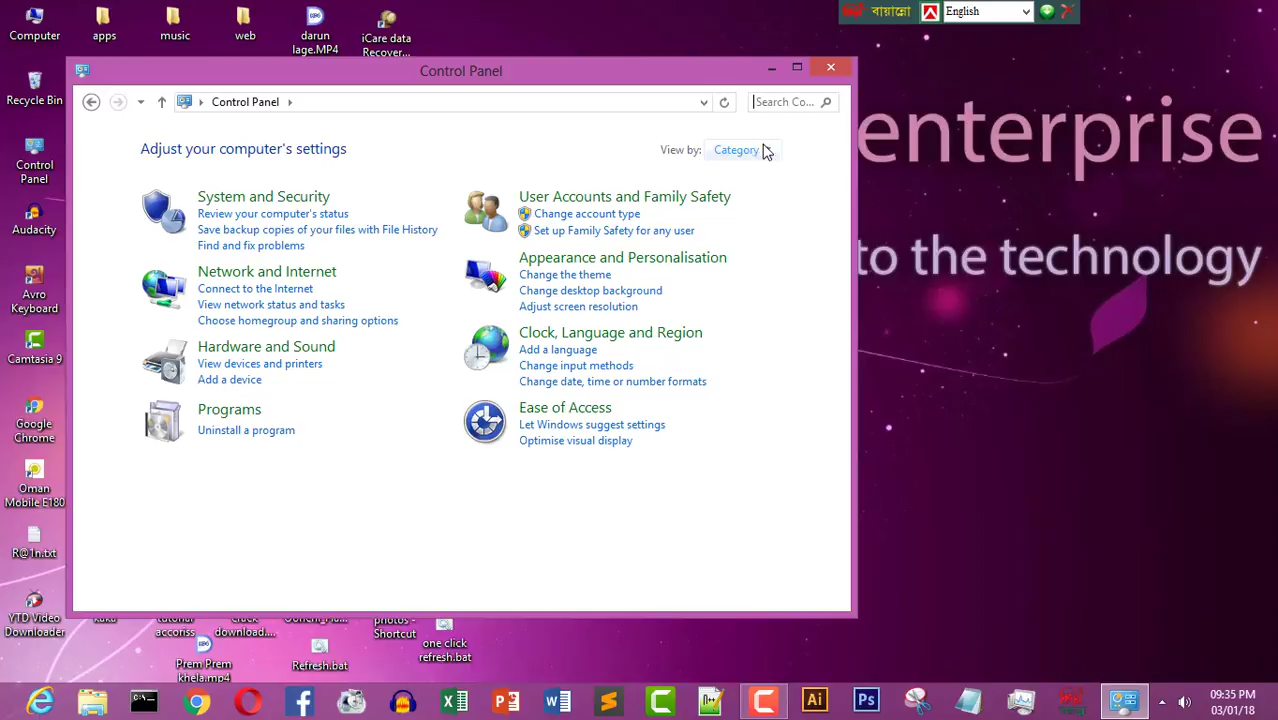 Computer
apps
music
web
darun
lage.MP4
iCare data
Recover...
বায়ান্নো
English
Recycle Bin
Control
Panel
Audacity
Avro
Keyboard
Camtasia 9
Google
Chrome
Oman
Mobile E180
R@1n.txt
YTD Video
Downloader
Control Panel
Control Panel
Search Co...
Adjust your computer's settings
View by: Category
System and Security
Review your computer's status
Save backup copies of your files with File History
Find and fix problems
Network and Internet
Connect to the Internet
View network status and tasks
Choose homegroup and sharing options
Hardware and Sound
View devices and printers
Add a device
Programs
Uninstall a program
User Accounts and Family Safety
Change account type
Set up Family Safety for any user
Appearance and Personalisation
Change the theme
Change desktop background
Adjust screen resolution
Clock, Language and Region
Add a language
Change input methods
Change date, time or number formats
Ease of Access
Let Windows suggest settings
Optimise visual display
enterprise
to the technology
download....
photos -
Shortcut
one click
refresh.bat
Prem Prem
khela.mp4
Refresh.bat
Ai
Ps
09:35 PM
03/01/18